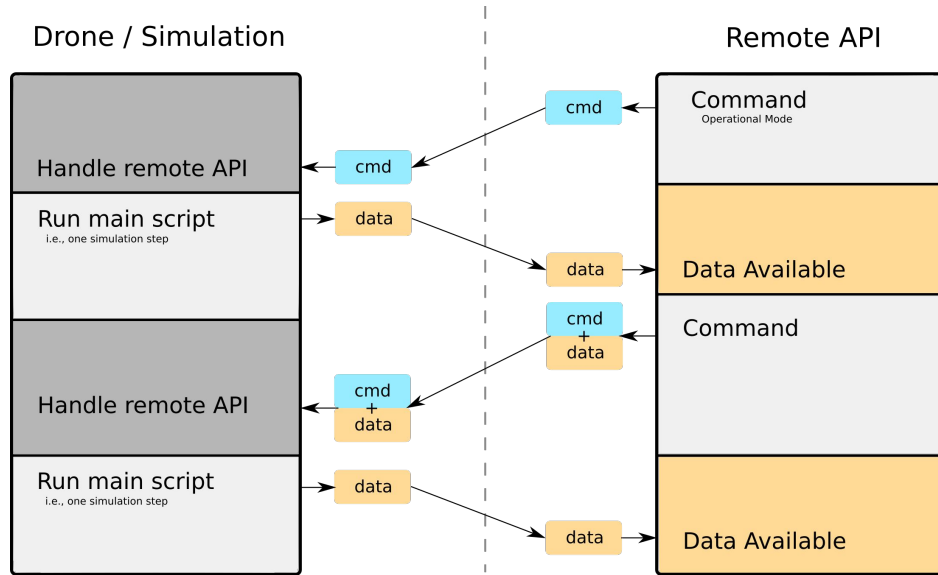 Drone / Simulation
Remote API
cmd
Command
Operational Mode
Handle remote API
cmd
Run main script
i.e., one simulation step
data
data
Data Available
cmd
+
data
Command
cmd
+
data
Handle remote API
Run main script
i.e., one simulation step
data
data
Data Available